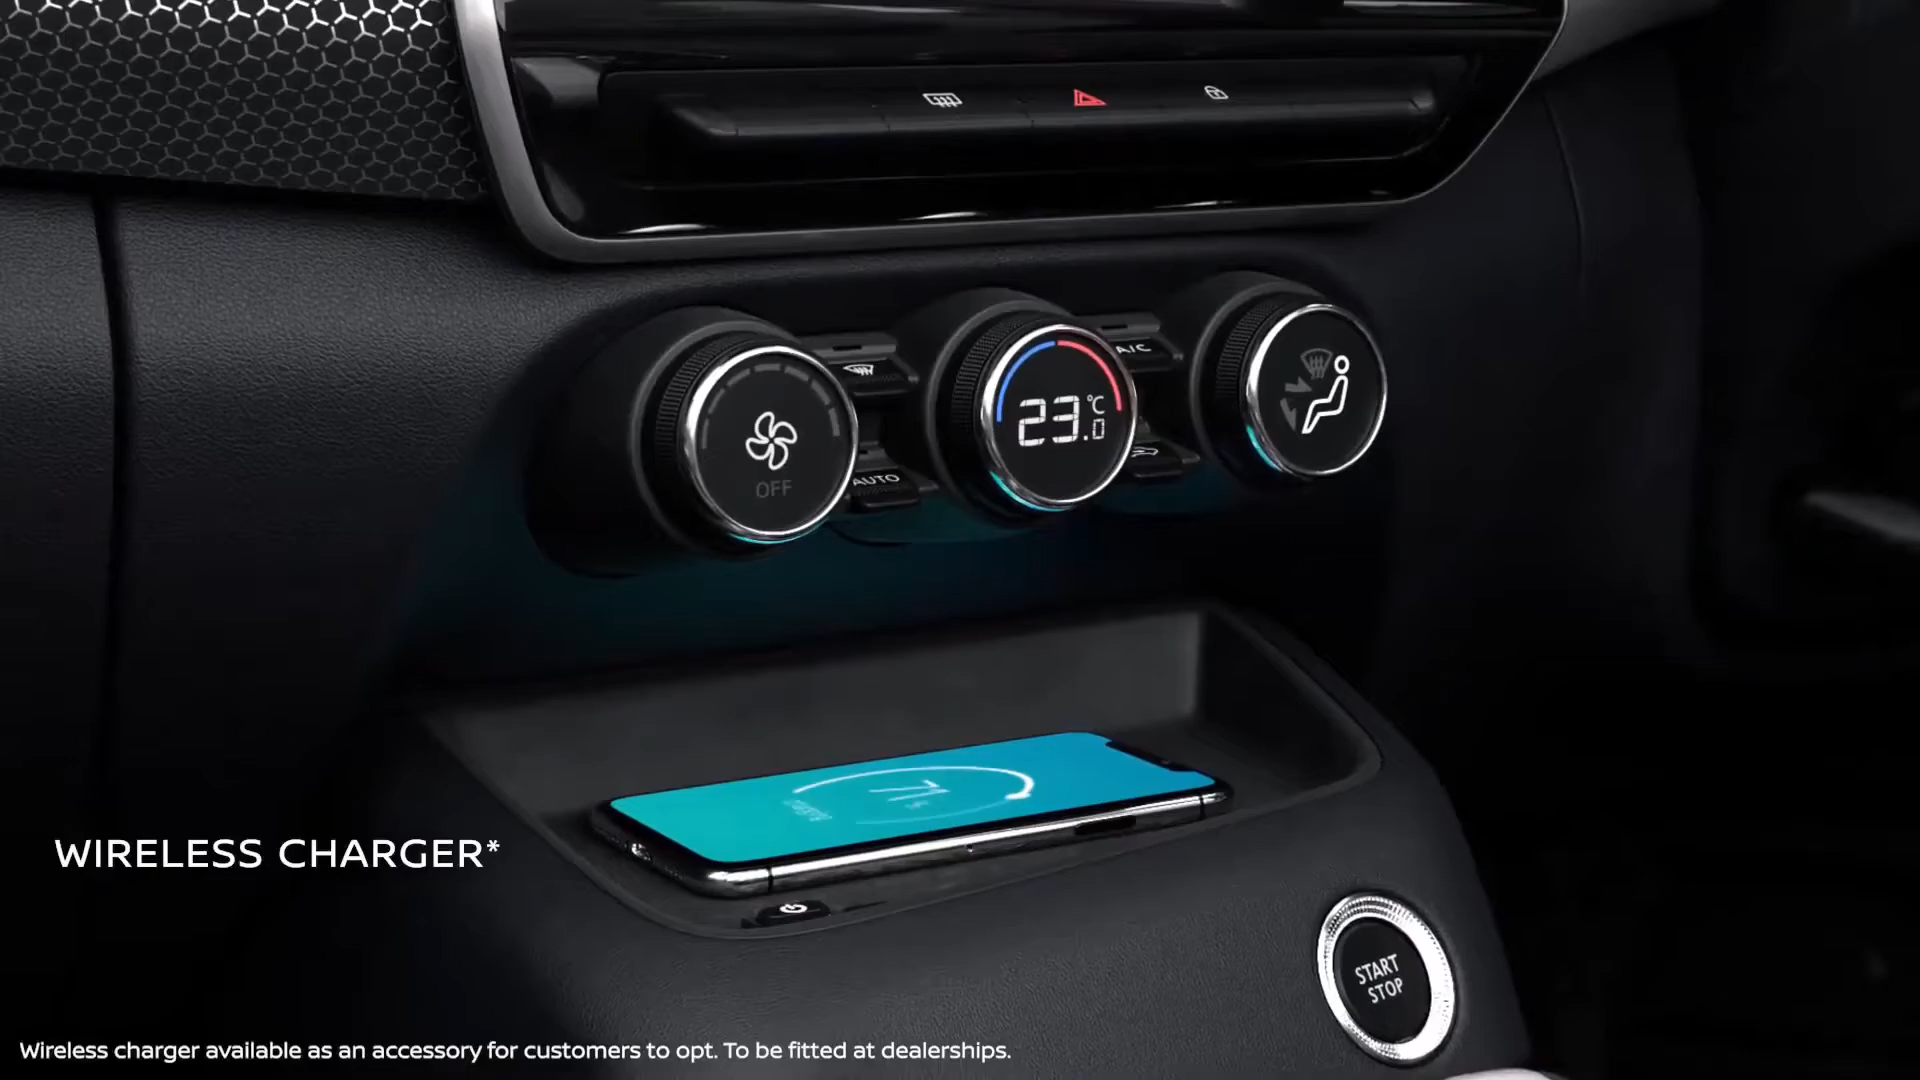 A/C
23.0 °C
OFF
AUTO
71
WIRELESS CHARGER*
START
STOP
Wireless charger available as an accessory for customers to opt. To be fitted at dealerships.